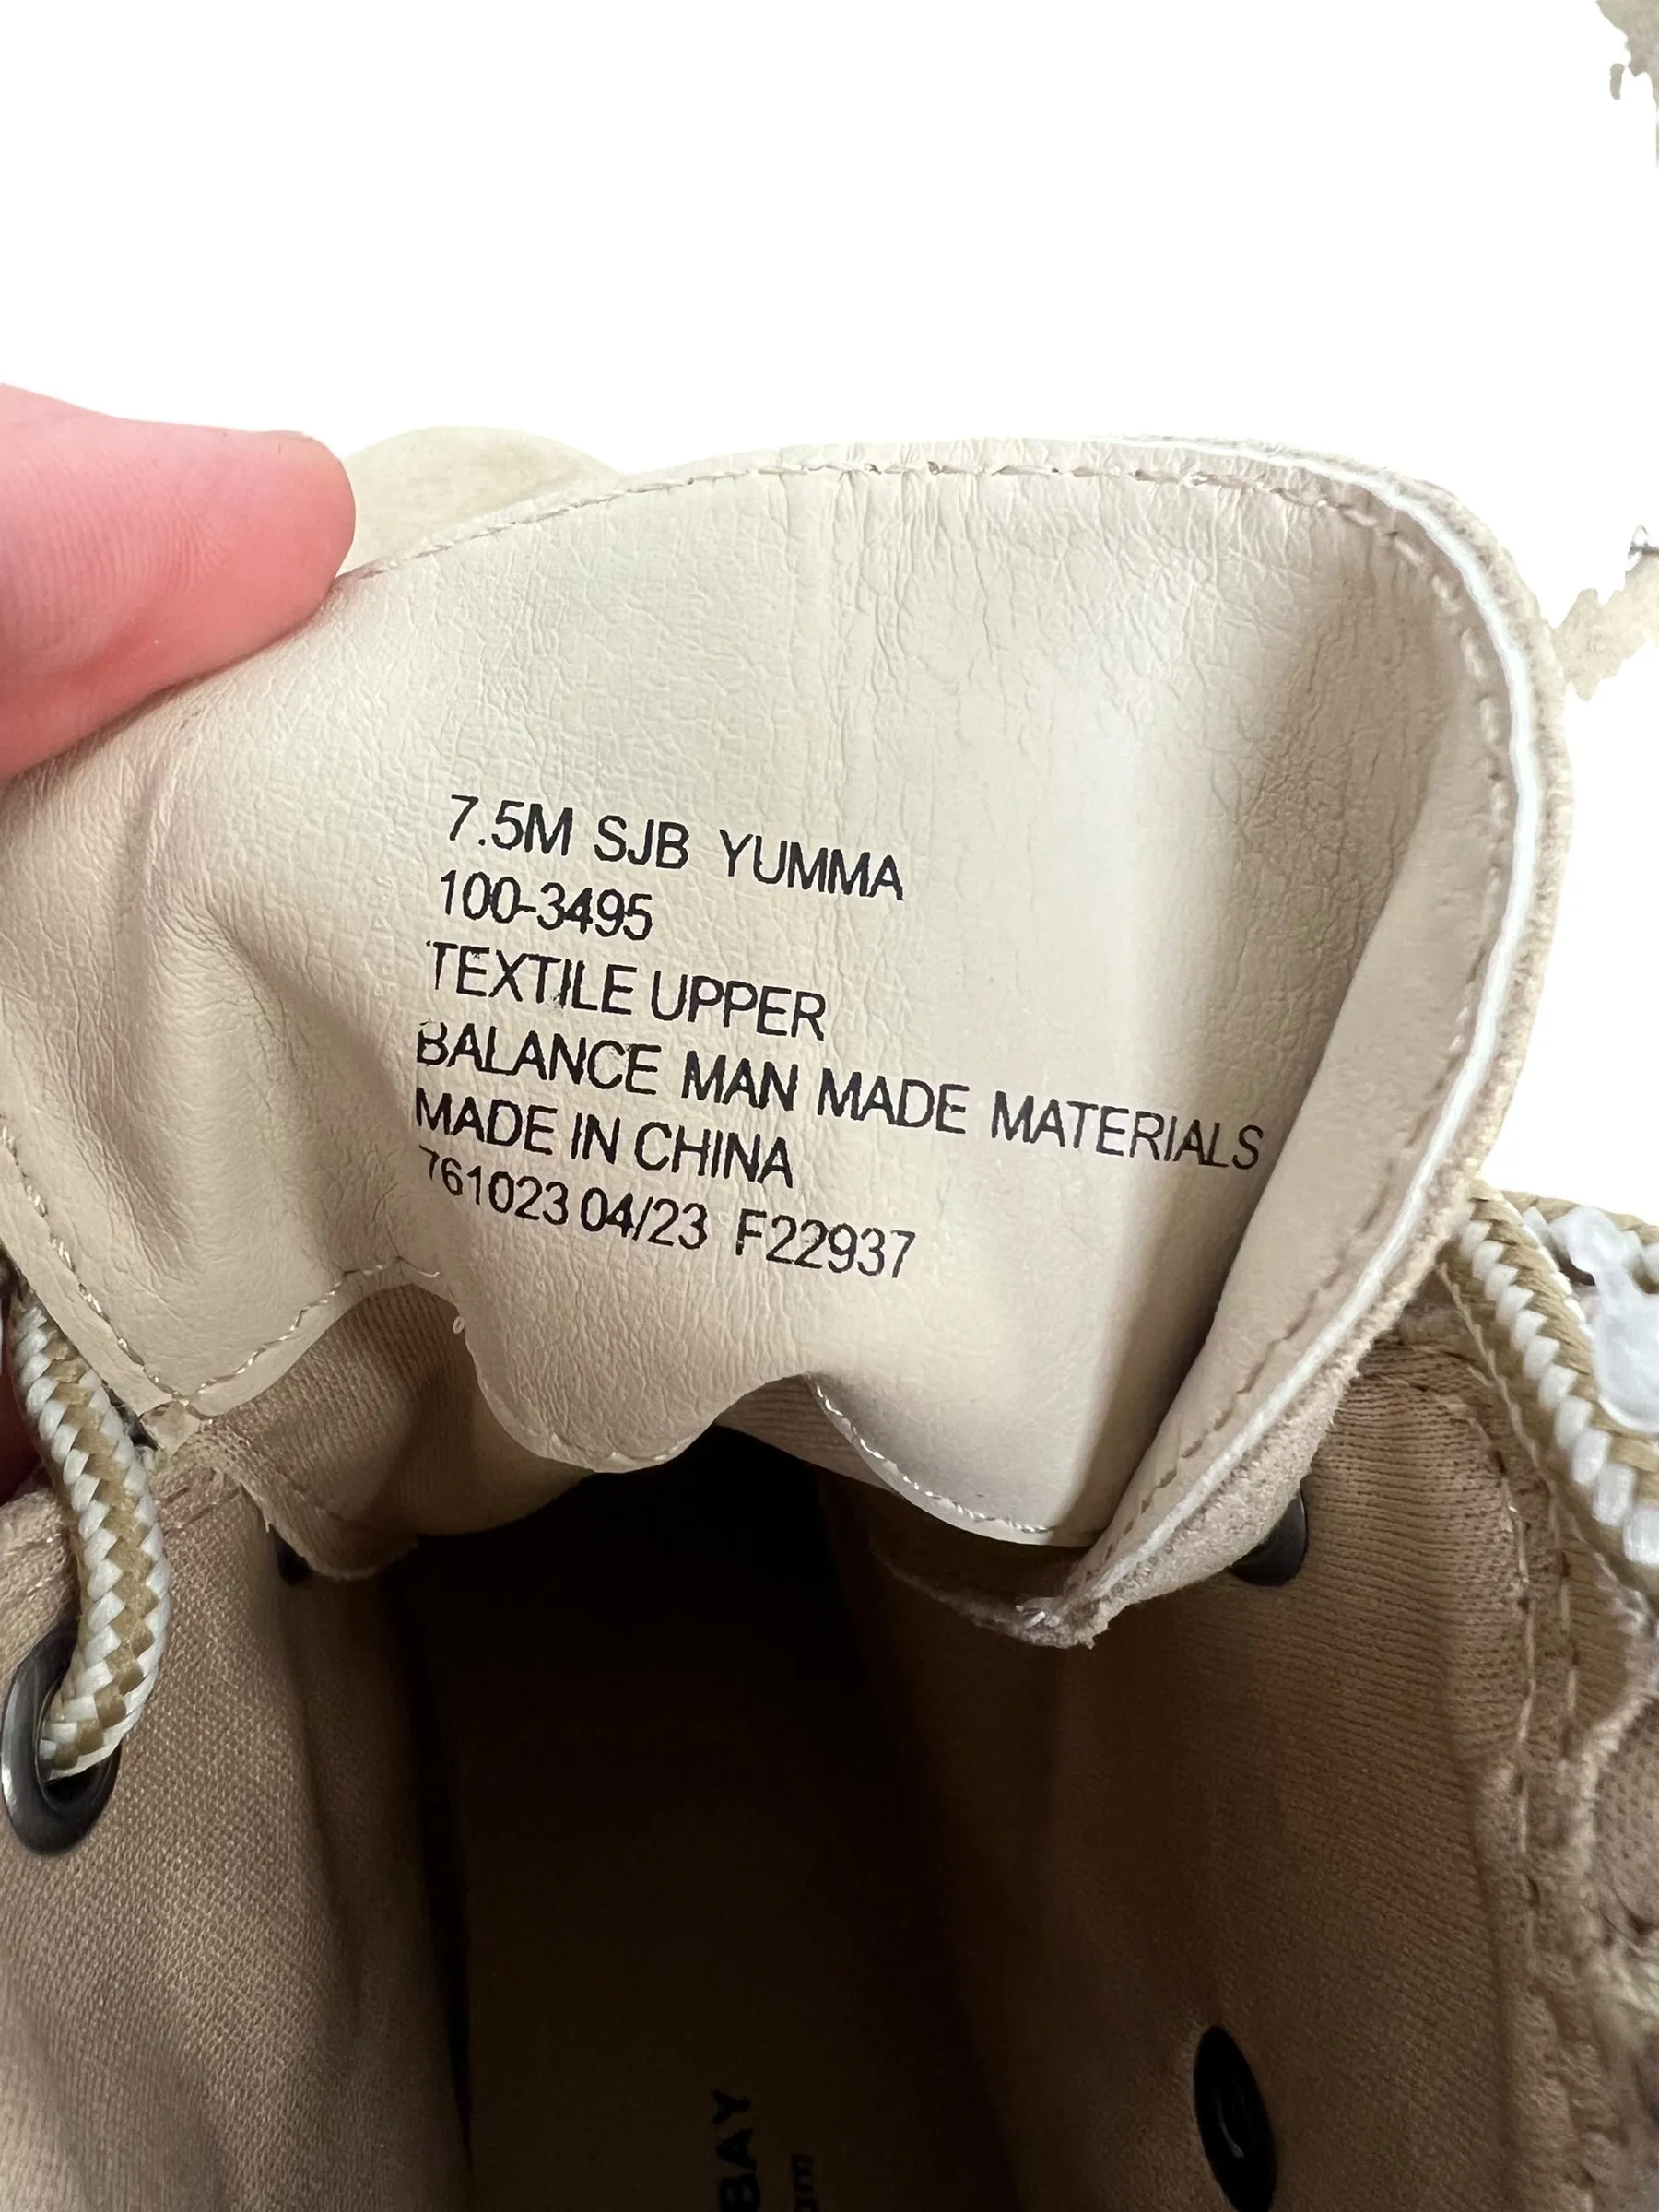 7.5M SJB YUMMA
100-3495
TEXTILE UPPER
BALANCE MAN MADE MATERIALS
MADE IN CHINA
761023 04/23 F22937
BAY